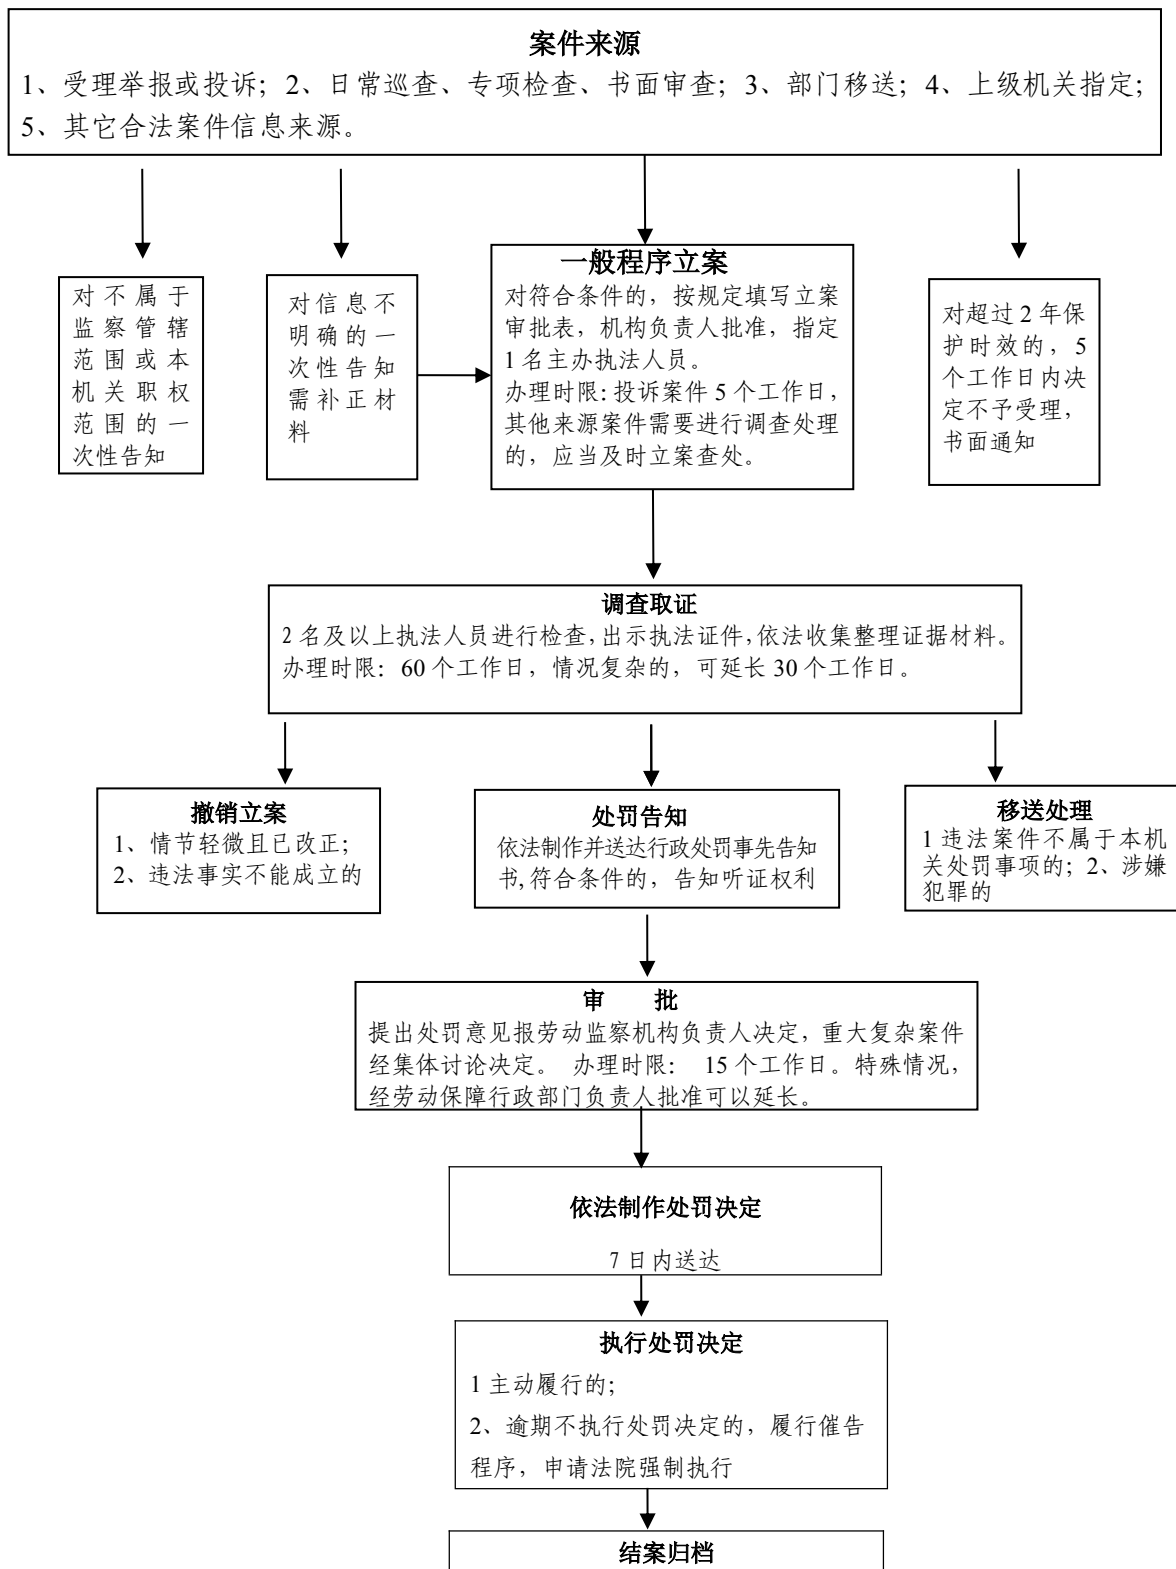 案件来源
1、受理举报或投诉；2、日常巡查、专项检查、书面审查；3、部门移送；4、上级机关指定；
5、其它合法案件信息来源。
对不属于
监察管辖
范围或本
机关职权
范围的一
次性告知
对信息不
明确的一
次性告知
需补正材
料
一般程序立案
对符合条件的，按规定填写立案
审批表，机构负责人批准，指定
1名主办执法人员。
办理时限：投诉案件 5 个工作日，
其他来源案件需要进行调查处理
的，应当及时立案查处。
对超过 2 年保
护时效的，5
个工作日内决
定不予受理，
书面通知
调查取证
2 名及以上执法人员进行检查,出示执法证件,依法收集整理证据材料。
办理时限：60 个工作日，情况复杂的，可延长 30 个工作日。
撤销立案
1、情节轻微且已改正；
2、违法事实不能成立的
处罚告知
依法制作并送达行政处罚事先告知
书,符合条件的，告知听证权利
移送处理
1 违法案件不属于本机
关处罚事项的；2、涉嫌
犯罪的
审 批
提出处罚意见报劳动监察机构负责人决定，重大复杂案件
经集体讨论决定。 办理时限： 15 个工作日。特殊情况，
经劳动保障行政部门负责人批准可以延长。
依法制作处罚决定
7 日内送达
执行处罚决定
1 主动履行的；
2、逾期不执行处罚决定的，履行催告
程序，申请法院强制执行
结案归档